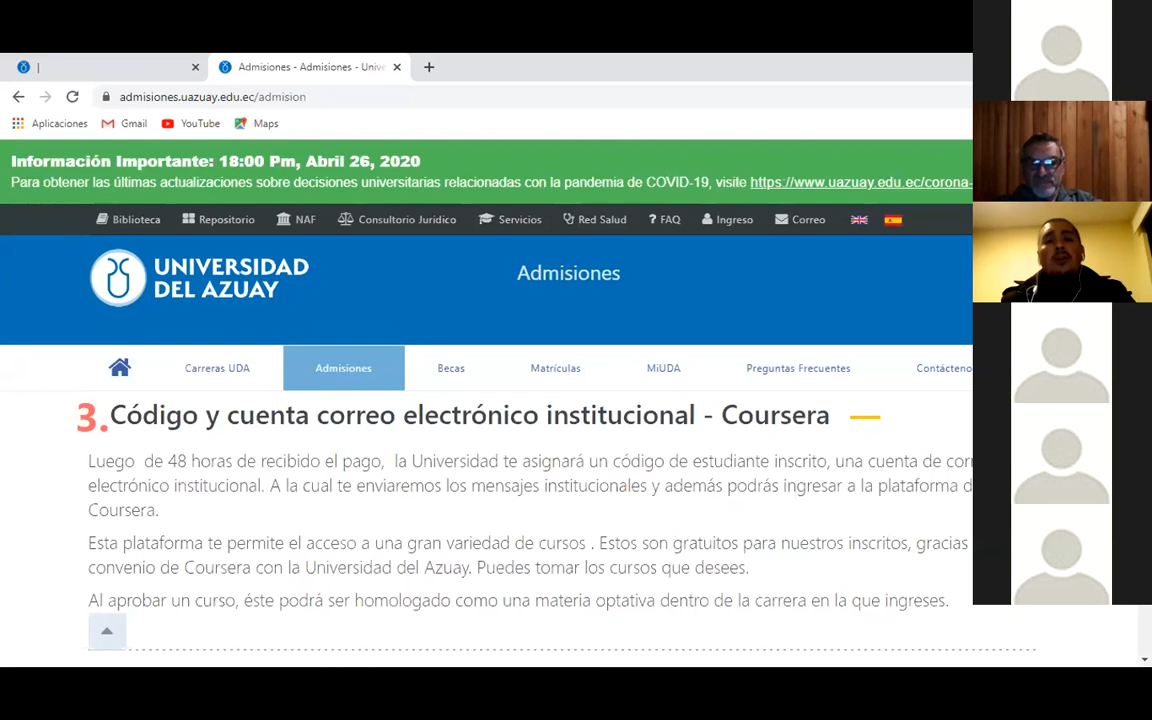 |
Admisiones - Admisiones - Unive
admisiones.uazuay.edu.ec/admision
Aplicaciones Gmail YouTube Maps
Información Importante: 18:00 Pm, Abril 26, 2020
Para obtener las últimas actualizaciones sobre decisiones universitarias relacionadas con la pandemia de COVID-19, visite https://www.uazuay.edu.ec/corona-
Biblioteca Repositorio NAF Consultorio Juridico Servicios Red Salud ? FAQ Ingreso Correo
UNIVERSIDAD
DEL AZUAY
Admisiones
Carreras UDA Admisiones Becas Matrículas MiUDA Preguntas Frecuentes Contácteno
3. Código y cuenta correo electrónico institucional - Coursera
Luego de 48 horas de recibido el pago, la Universidad te asignará un código de estudiante inscrito, una cuenta de corr
electrónico institucional. A la cual te enviaremos los mensajes institucionales y además podrás ingresar a la plataforma d
Coursera.
Esta plataforma te permite el acceso a una gran variedad de cursos . Estos son gratuitos para nuestros inscritos, gracias
convenio de Coursera con la Universidad del Azuay. Puedes tomar los cursos que desees.
Al aprobar un curso, éste podrá ser homologado como una materia optativa dentro de la carrera en la que ingreses.